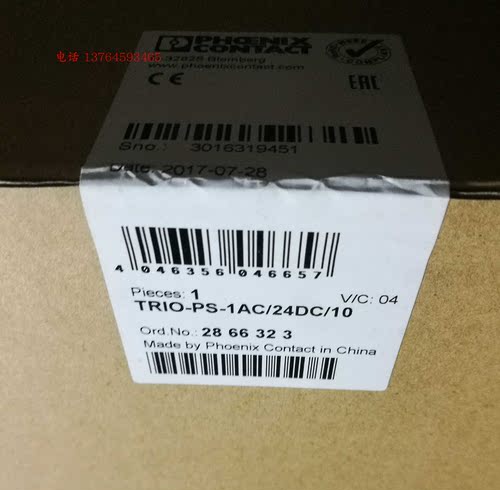 电话 13764593465
PHOENIX
CONTACT
D-32825 Blomberg
www.phoenixcontact.com
CE
EAC
Sno.: 3016319451
Date: 2017-07-28
4 046356 046657
Pieces: 1
V/C: 04
TRIO-PS-1AC/24DC/10
Ord.No.: 28 66 32 3
Made by Phoenix Contact in China